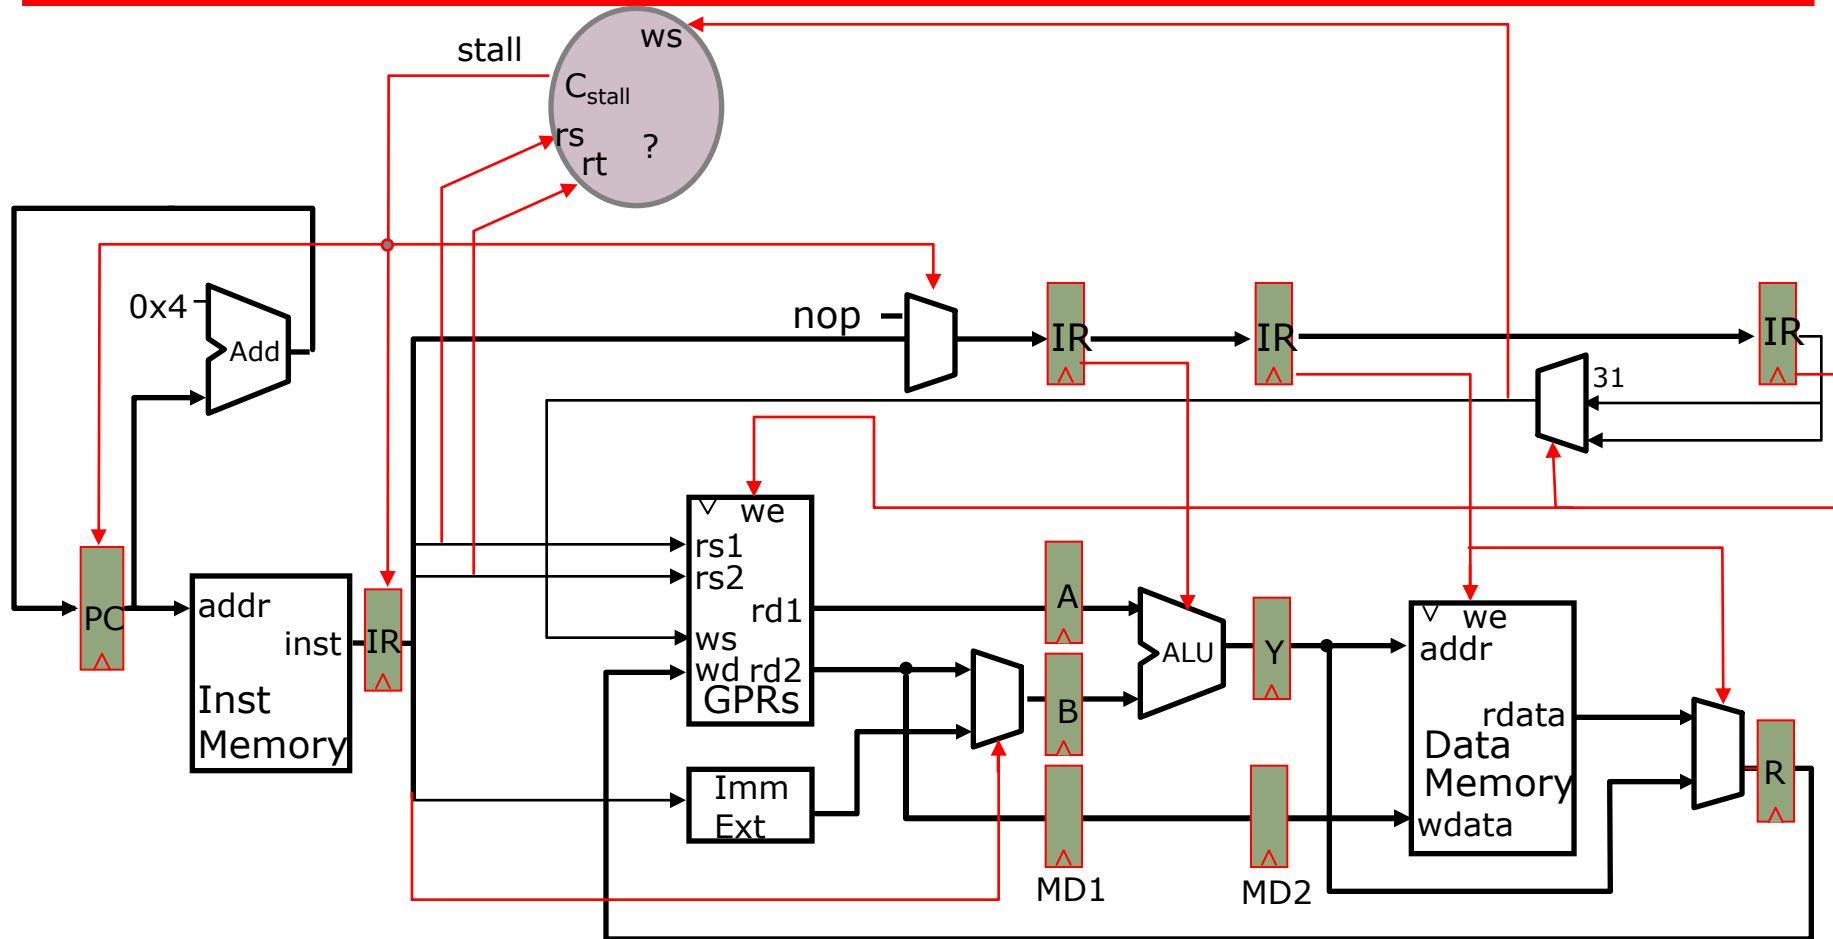 ws
stall
C stall
rs
?
rt
0x4
Add
nop
IR
IR
IR
31
we
rs1
rs2
rd1
ws
wd rd2
GPRs
PC
addr
inst
Inst
Memory
IR
A
B
ALU
Y
we
addr
rdata
Data
Memory
wdata
R
Imm
Ext
MD1
MD2